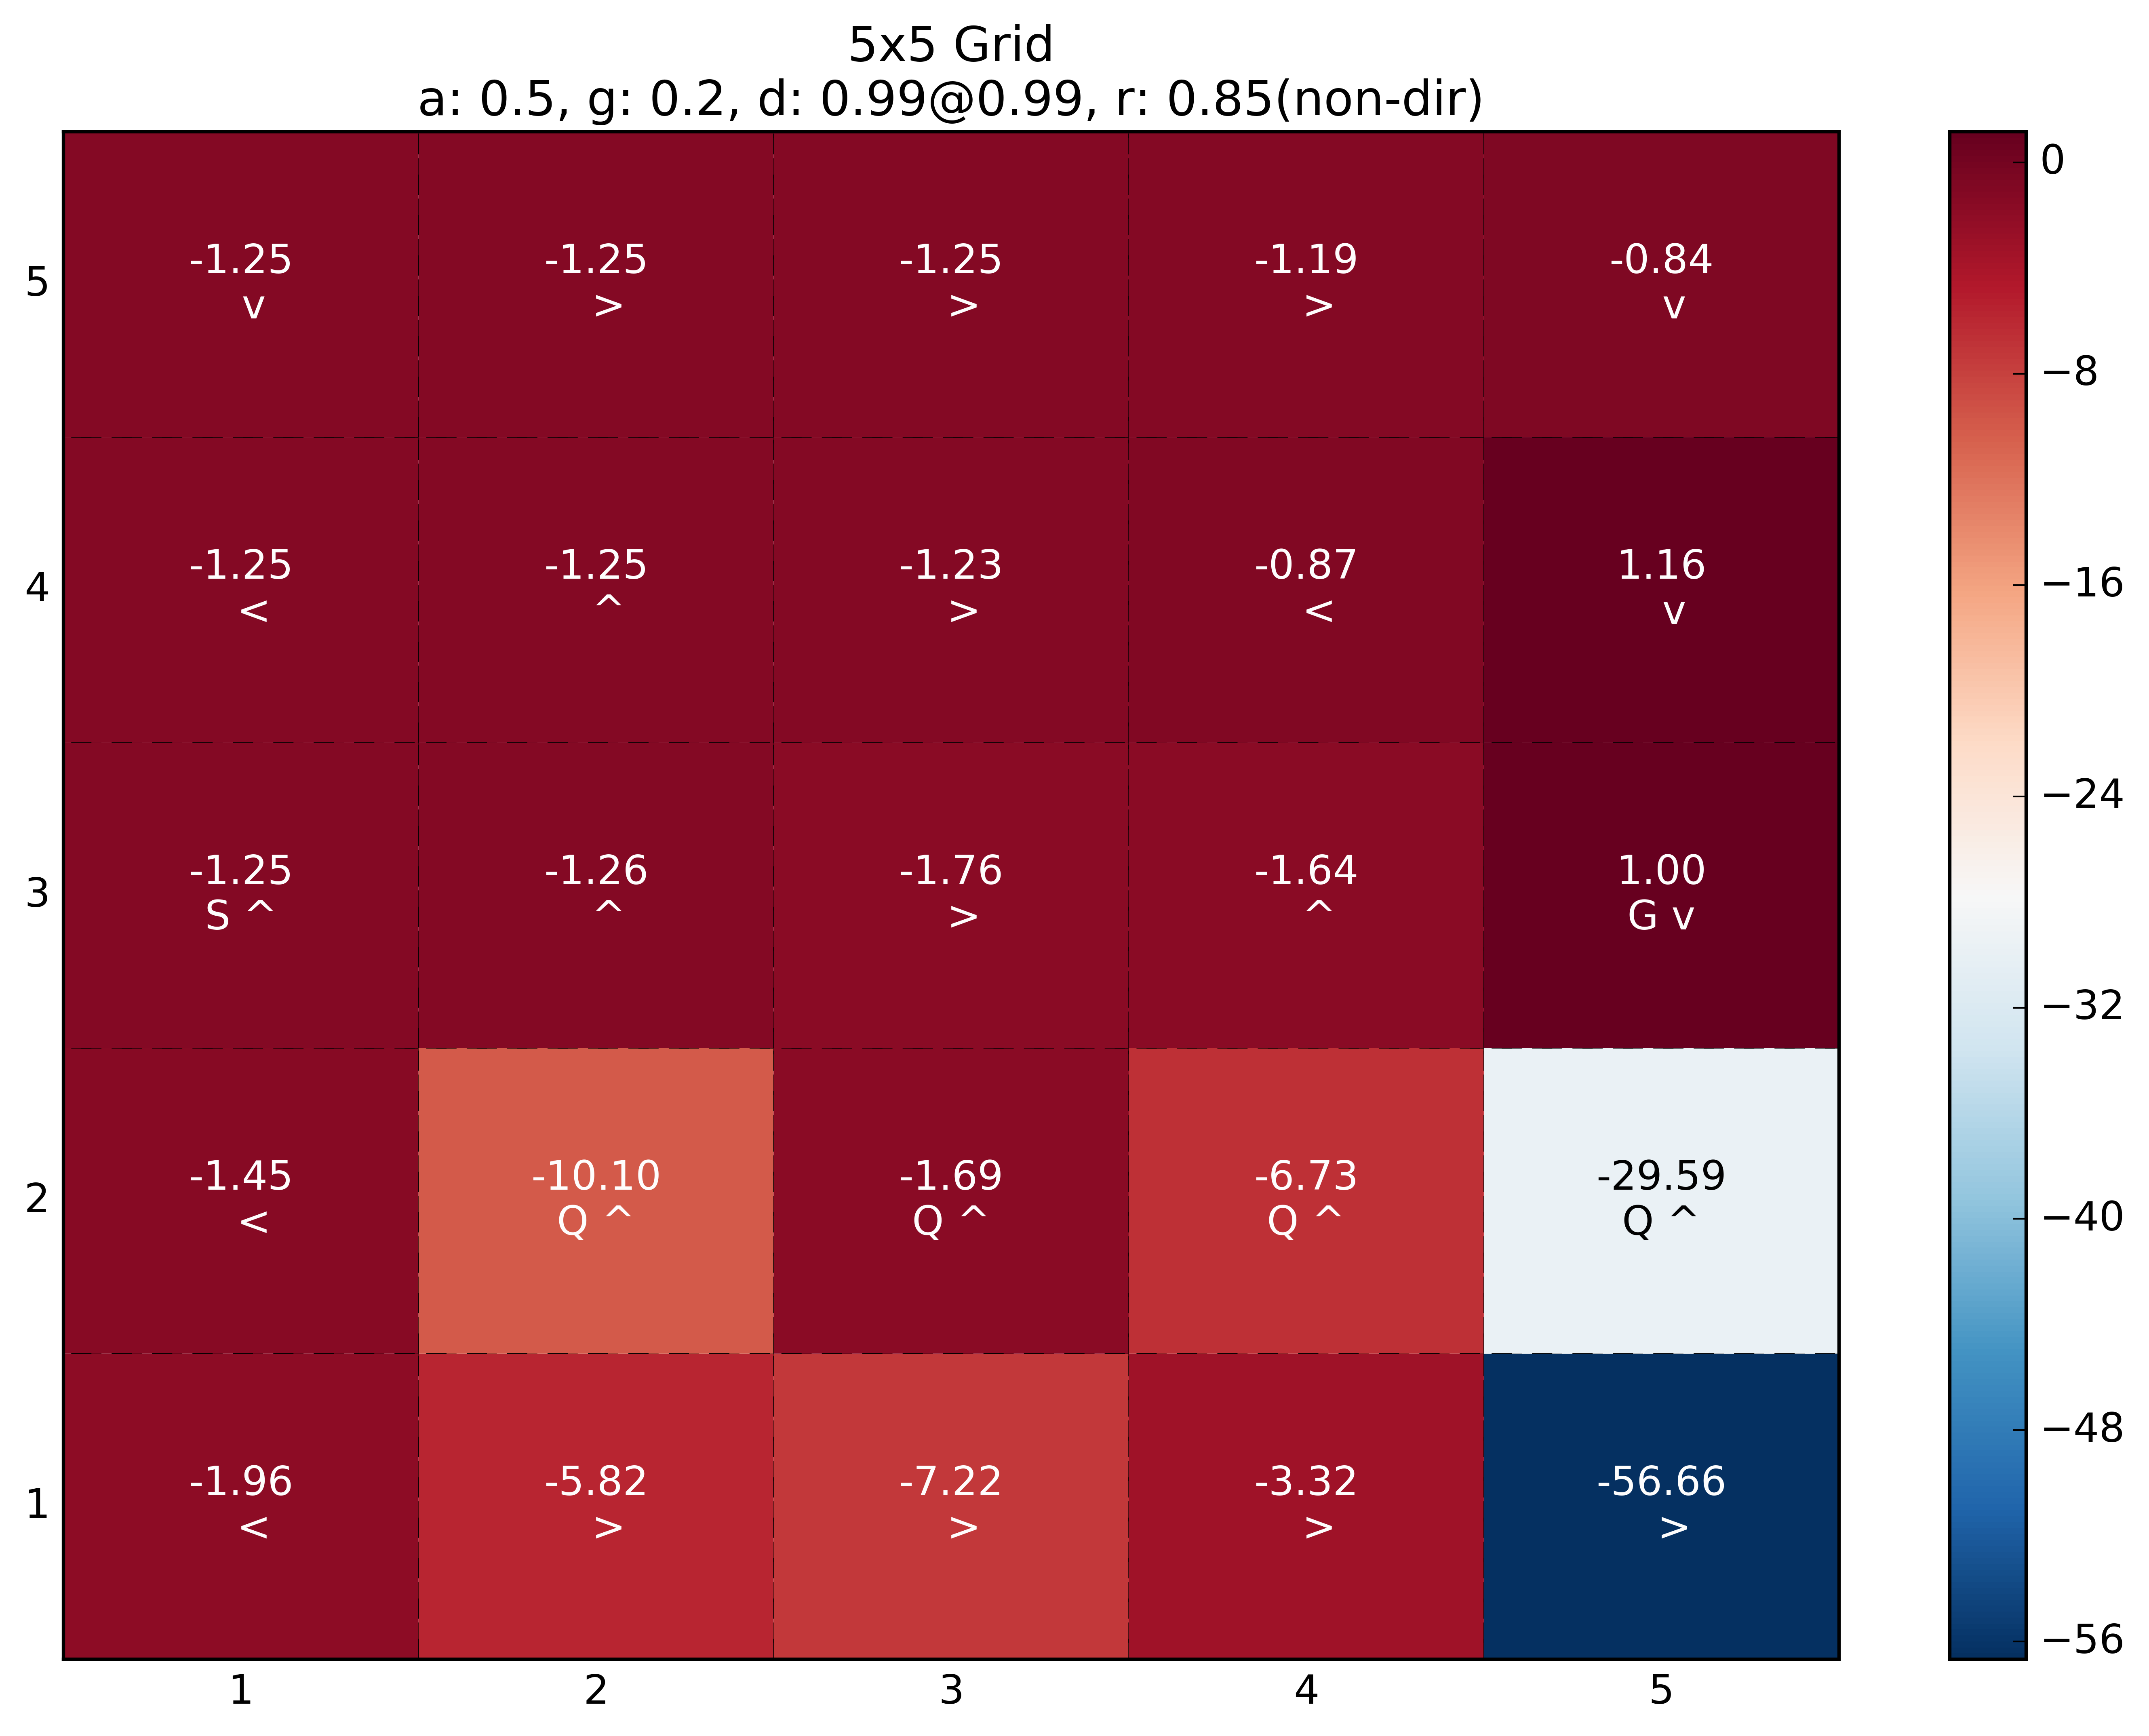 5x5 Grid
a: 0.5, g: 0.2, d: 0.99@0.99, r: 0.85(non-dir)
5
-1.25 -1.25 -1.25 -1.19 -0.84
v > > > v
4
-1.25 -1.25 -1.23 -0.87 1.16
< ^ > < v
3
-1.25 -1.26 -1.76 -1.64 1.00
S ^ ^ > ^ G v
2
-1.45 -10.10 -1.69 -6.73 -29.59
< Q ^ Q ^ Q ^ Q ^
1
-1.96 -5.82 -7.22 -3.32 -56.66
< > > > >
1 2 3 4 5
0
−8
−16
−24
−32
−40
−48
−56